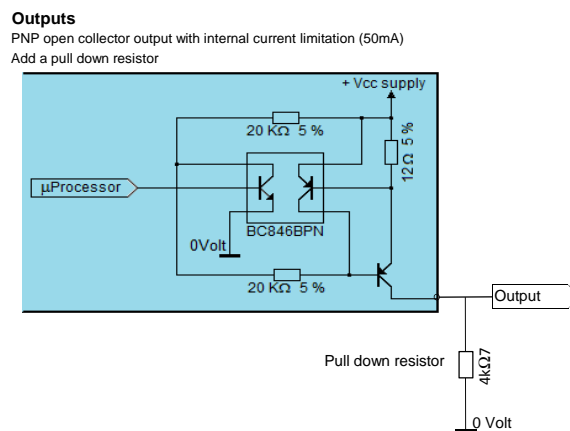 Outputs
PNP open collector output with internal current limitation (50mA)
Add a pull down resistor
+ Vcc supply
20 KΩ 5 %
12Ω 5 %
µProcessor
BC846BPN
0Volt
20 KΩ 5 %
Output
Pull down resistor
4kΩ7
0 Volt